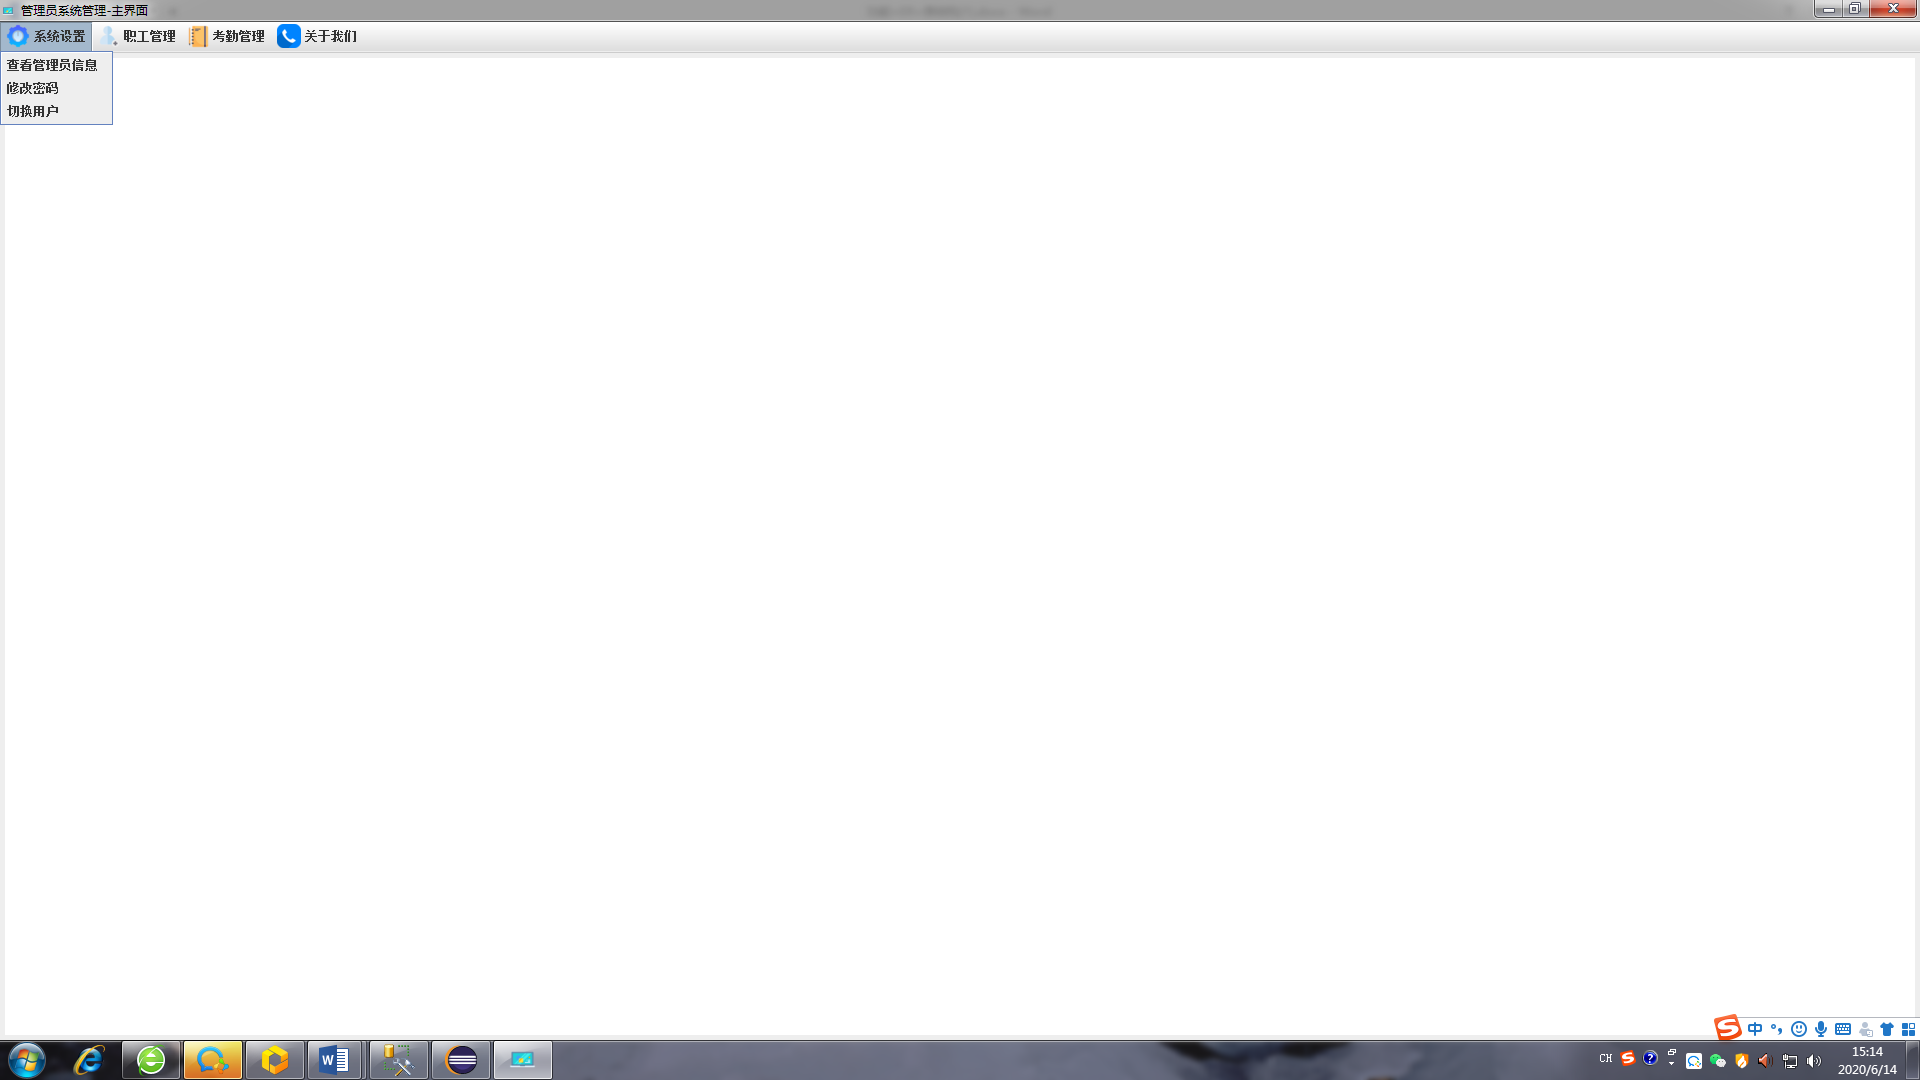 管理员系统管理-主界面
系统设置 职工管理 考勤管理 关于我们
查看管理员信息
修改密码
切换用户
中
CH
15:14
2020/6/14